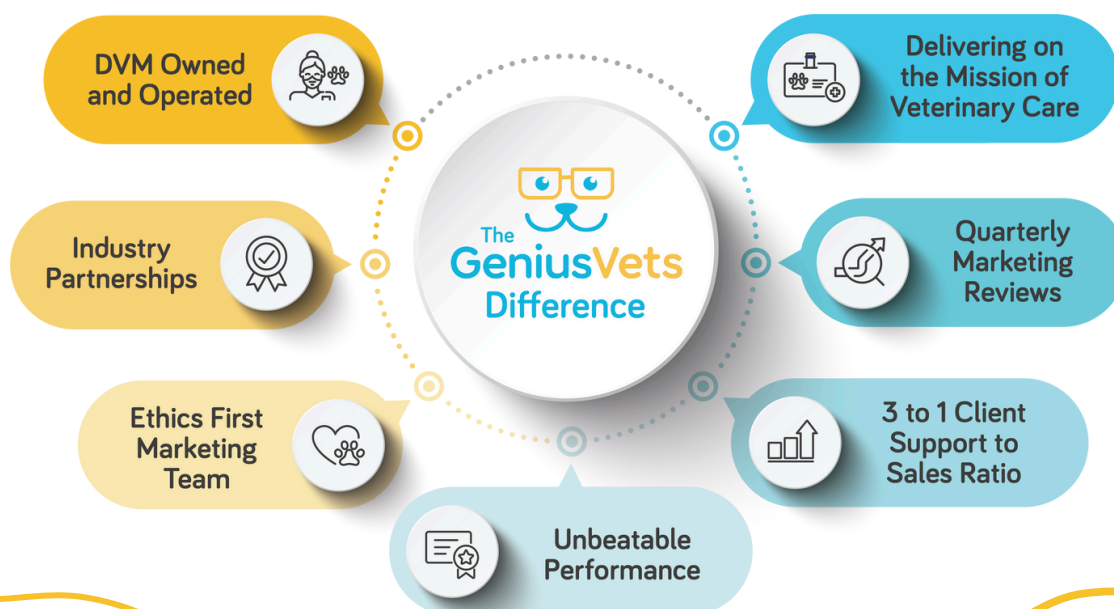 DVM Owned
and Operated
Delivering on
the Mission of
Veterinary Care
The
GeniusVets
Difference
Industry
Partnerships
Quarterly
Marketing
Reviews
Ethics First
Marketing
Team
3 to 1 Client
Support to
Sales Ratio
Unbeatable
Performance